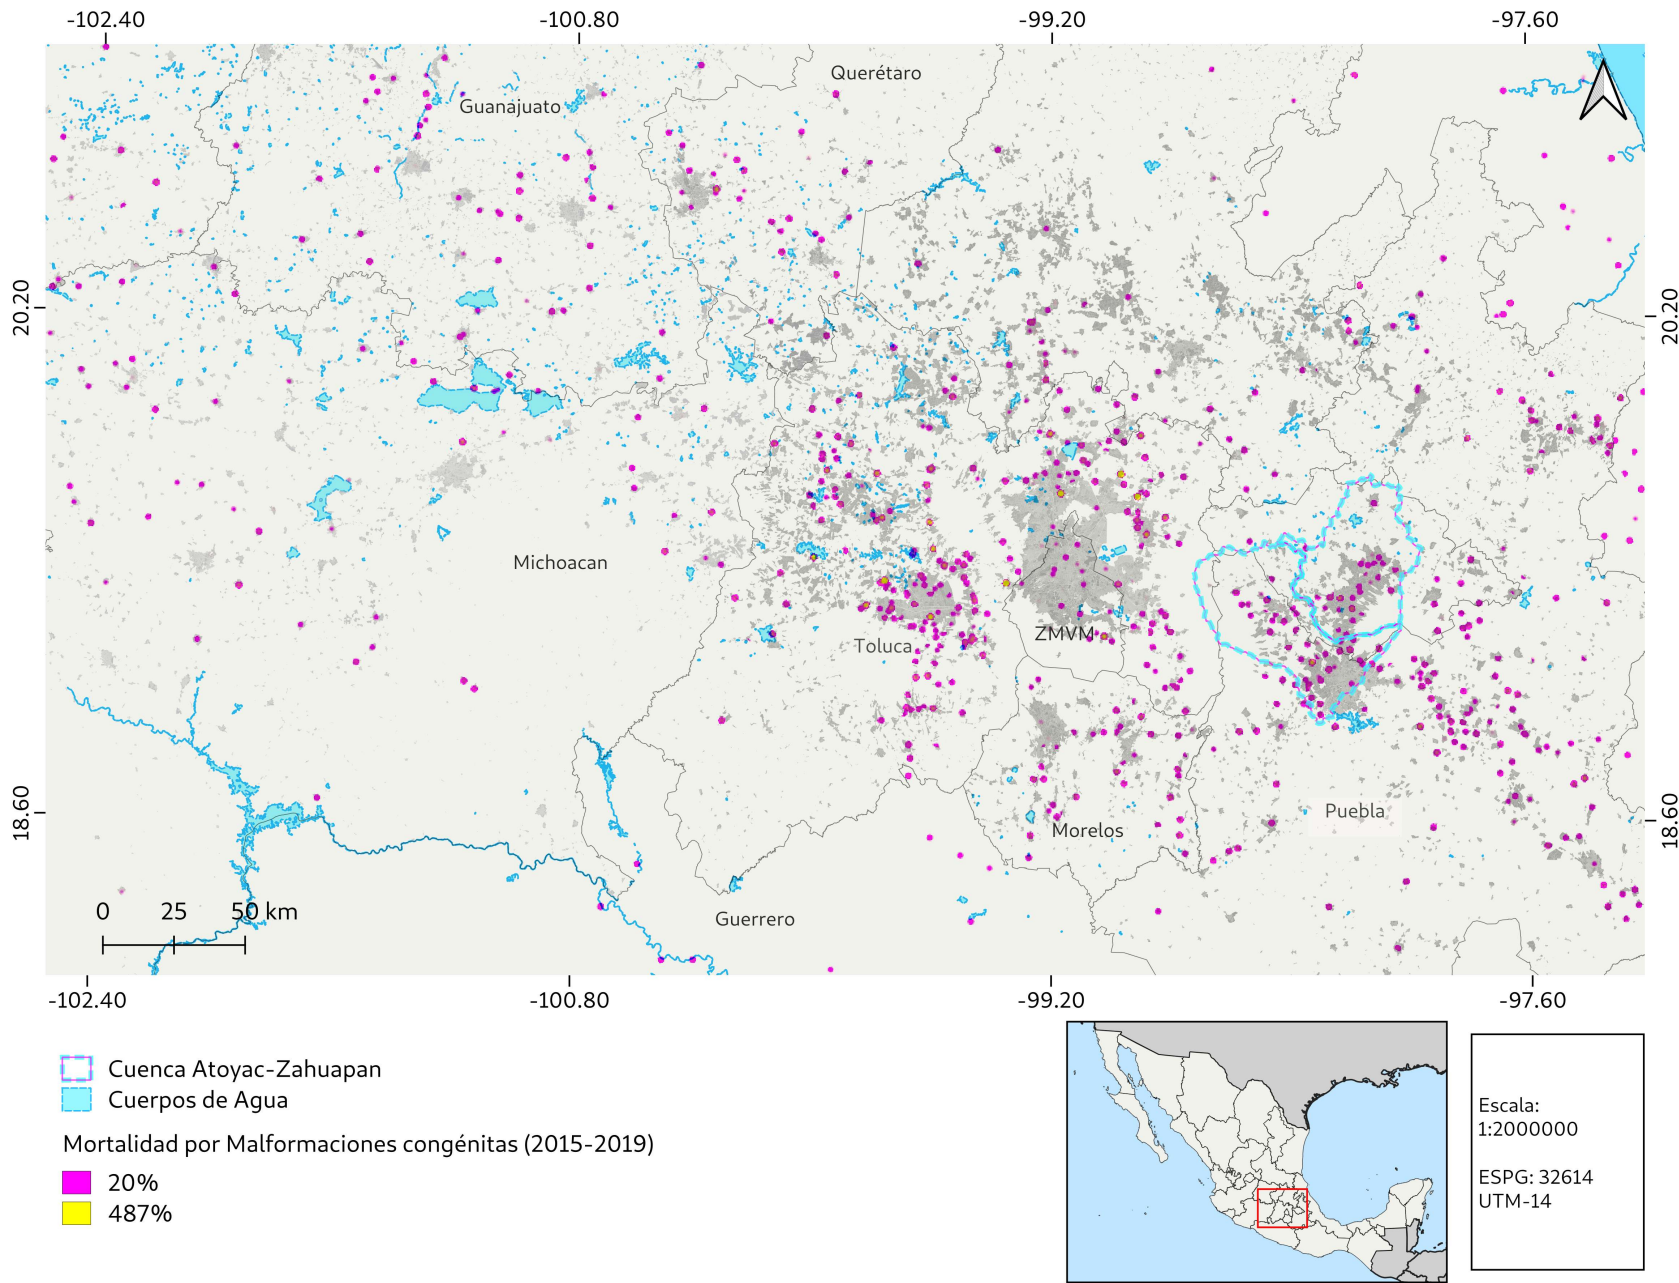 -102.40
-100.80
-99.20
-97.60
Querétaro
Guanajuato
20.20
20.20
Michoacan
ZMVM
Toluca
18.60
18.60
Puebla
Morelos
Guerrero
0 25 50 km
-102.40
-100.80
-99.20
-97.60
Cuenca Atoyac-Zahuapan
Cuerpos de Agua
Mortalidad por Malformaciones congénitas (2015-2019)
20%
487%
Escala:
1:2000000
ESPG: 32614
UTM-14